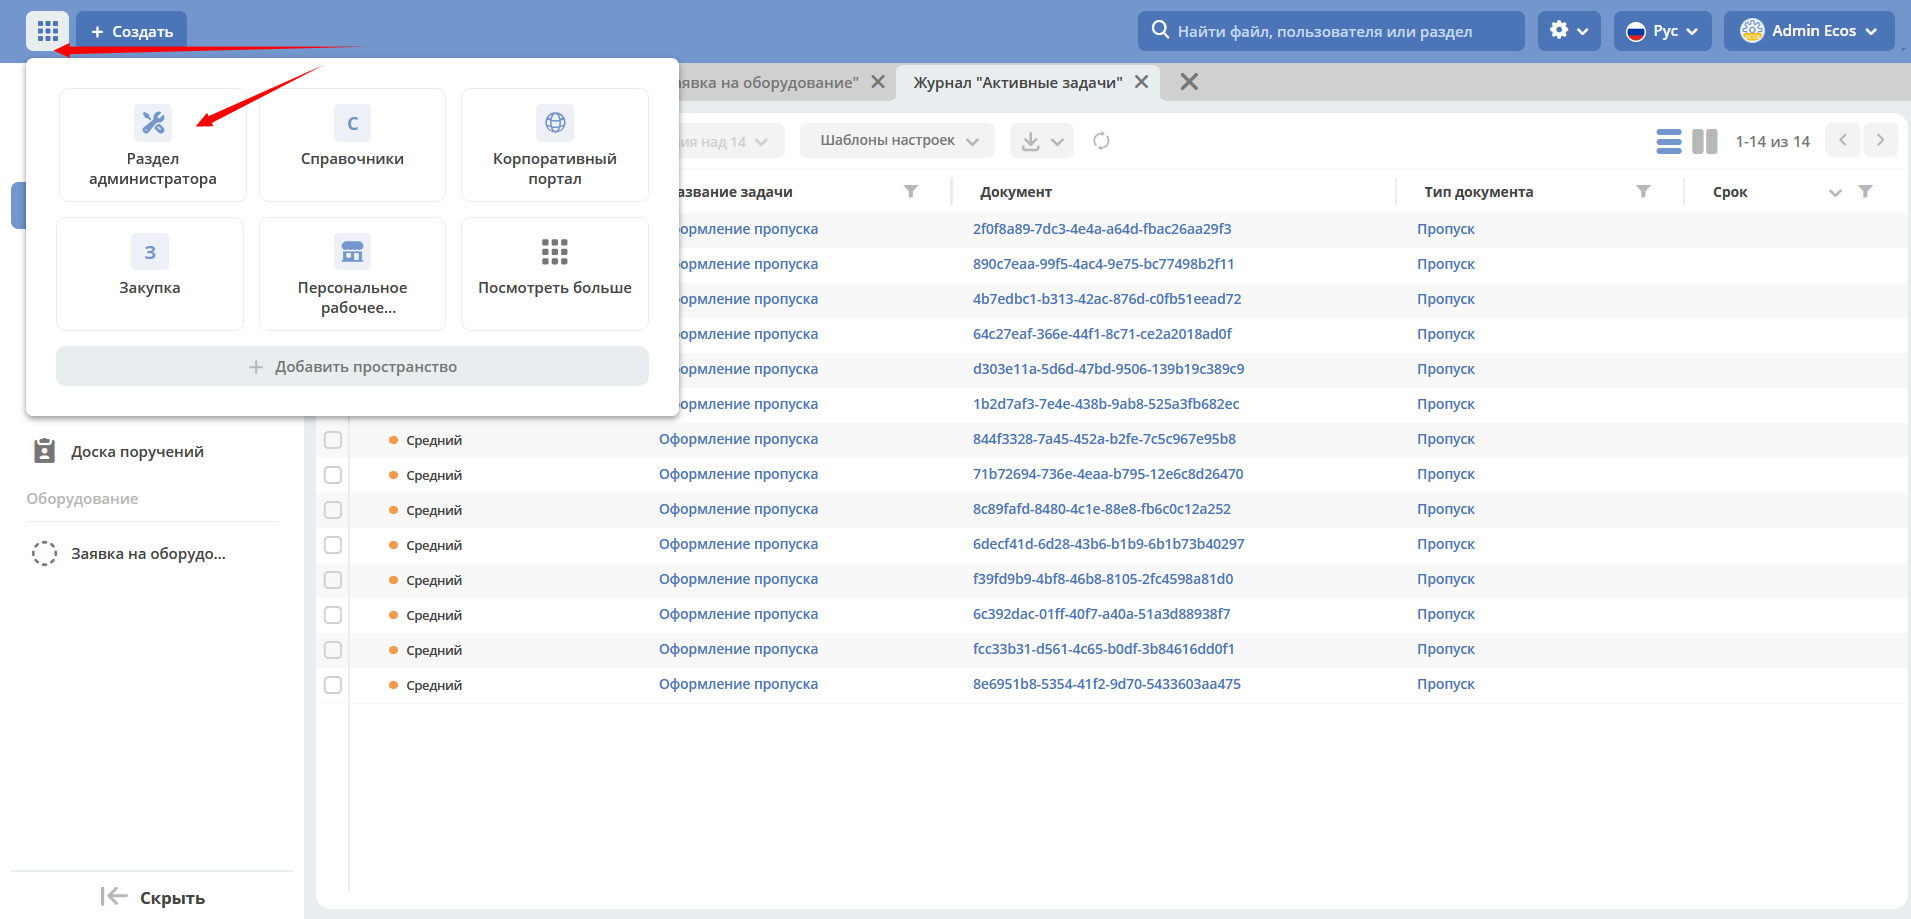 Создать
Найти файл, пользователя или раздел
Рус
Admin Ecos
аявка на оборудование"
Журнал "Активные задачи"
Раздел
администратора
С
Справочники
Корпоративный
портал
З
Закупка
Персональное
рабочее...
Посмотреть больше
+ Добавить пространство
ия над 14
Шаблоны настроек
1-14 из 14
азвание задачи
Документ
Тип документа
Срок
оформление пропуска 2f0f8a89-7dc3-4e4a-a64d-fbac26aa29f3 Пропуск
оформление пропуска 890c7eaa-99f5-4ac4-9e75-bc77498b2f11 Пропуск
оформление пропуска 4b7edbc1-b313-42ac-876d-c0fb51eead72 Пропуск
оформление пропуска 64c27eaf-366e-44f1-8c71-ce2a2018ad0f Пропуск
оформление пропуска d303e11a-5d6d-47bd-9506-139b19c389c9 Пропуск
оформление пропуска 1b2d7af3-7e4e-438b-9ab8-525a3fb682ec Пропуск
Средний Оформление пропуска 844f3328-7a45-452a-b2fe-7c5c967e95b8 Пропуск
Средний Оформление пропуска 71b72694-736e-4eaa-b795-12e6c8d26470 Пропуск
Средний Оформление пропуска 8c89fafd-8480-4c1e-88e8-fb6c0c12a252 Пропуск
Средний Оформление пропуска 6decf41d-6d28-43b6-b1b9-6b1b73b40297 Пропуск
Средний Оформление пропуска f39fd9b9-4bf8-46b8-8105-2fc4598a81d0 Пропуск
Средний Оформление пропуска 6c392dac-01ff-40f7-a40a-51a3d88938f7 Пропуск
Средний Оформление пропуска fcc33b31-d561-4c65-b0df-3b84616dd0f1 Пропуск
Средний Оформление пропуска 8e6951b8-5354-41f2-9d70-5433603aa475 Пропуск
Доска поручений
Оборудование
Заявка на оборудо...
Скрыть